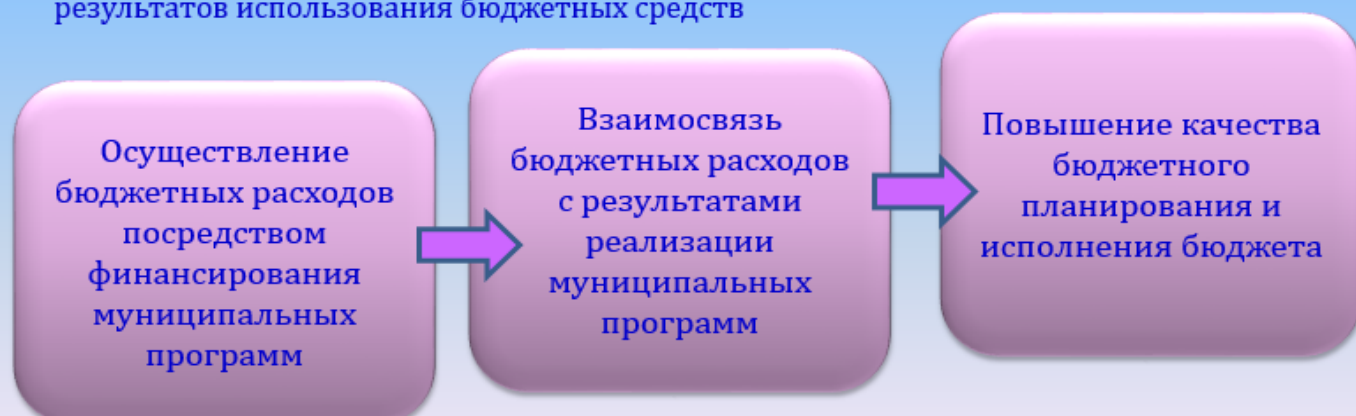 результатов использования бюджетных средств
Осуществление
бюджетных расходов
посредством
финансирования
муниципальных
программ
Взаимосвязь
бюджетных расходов
с результатами
реализации
муниципальных
программ
Повышение качества
бюджетного
планирования и
исполнения бюджета